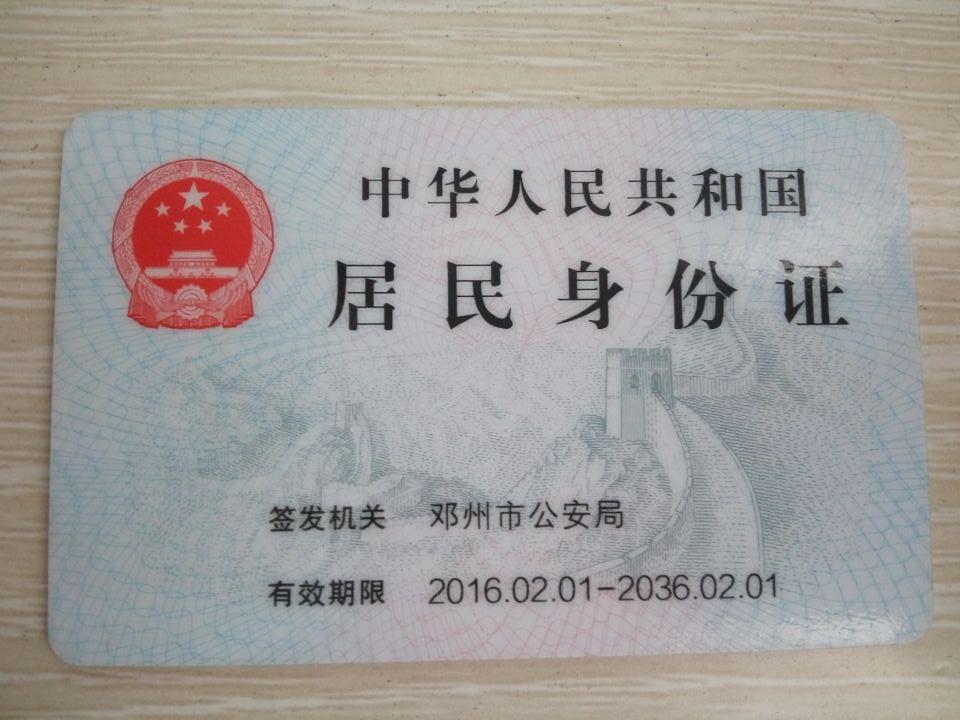 中华人民共和国
居民身份证
签发机关 邓州市公安局
有效期限 2016.02.01-2036.02.01